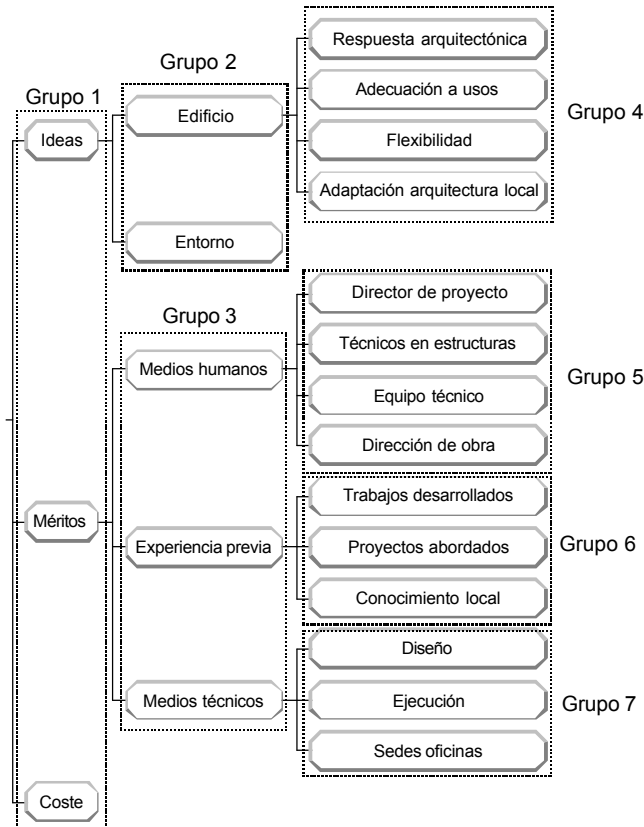 Grupo 1
Ideas
Méritos
Coste
Grupo 2
Edificio
Entorno
Grupo 3
Medios humanos
Experiencia previa
Medios técnicos
Respuesta arquitectónica
Adecuación a usos
Flexibilidad
Adaptación arquitectura local
Grupo 4
Director de proyecto
Técnicos en estructuras
Equipo técnico
Dirección de obra
Grupo 5
Trabajos desarrollados
Proyectos abordados
Conocimiento local
Grupo 6
Diseño
Ejecución
Sedes oficinas
Grupo 7